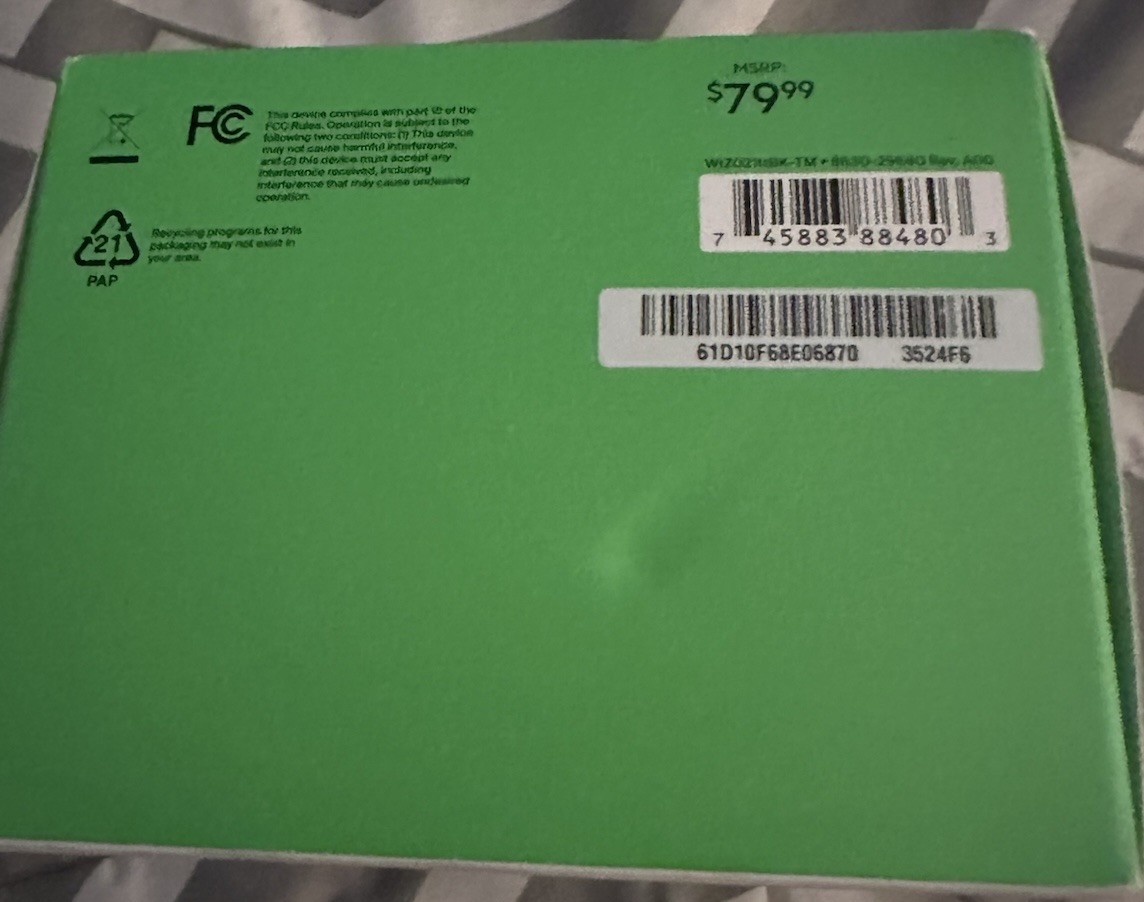 MSRP:
$79.99
FC
This device complies with part 15 of the
FCC Rules. Operation is subject to the
following two conditions: (1) This device
may not cause harmful interference,
and (2) this device must accept any
interference received, including
interference that may cause undesired
operation.
7 45883 88480 3
21
PAP
Recycling programs for this
packaging may not exist in
your area.
61D10F68E06870 3524F6